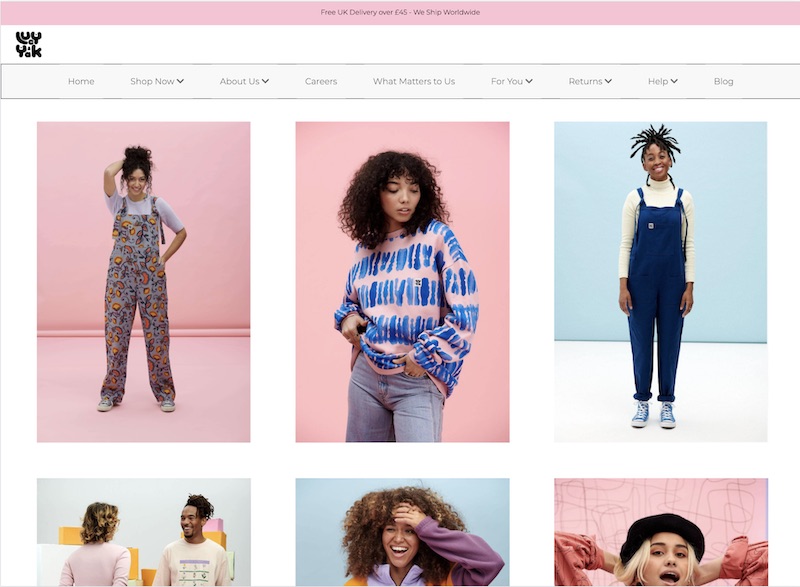 Free UK Delivery over £45 - We Ship Worldwide
LUCY
& YAK
Home Shop Now About Us Careers What Matters to Us For You Returns Help Blog